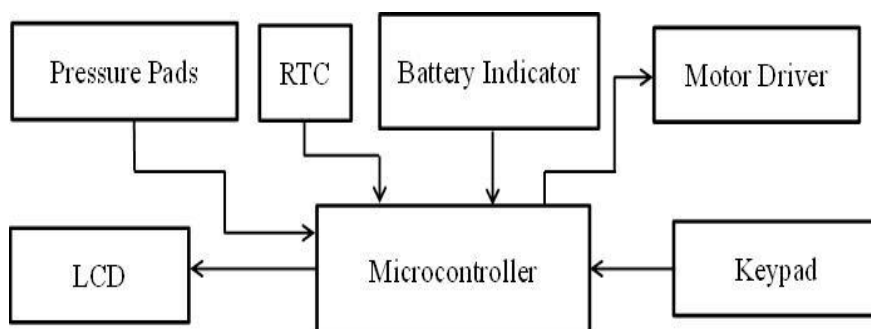 Pressure Pads
RTC
Battery Indicator
Motor Driver
LCD
Microcontroller
Keypad